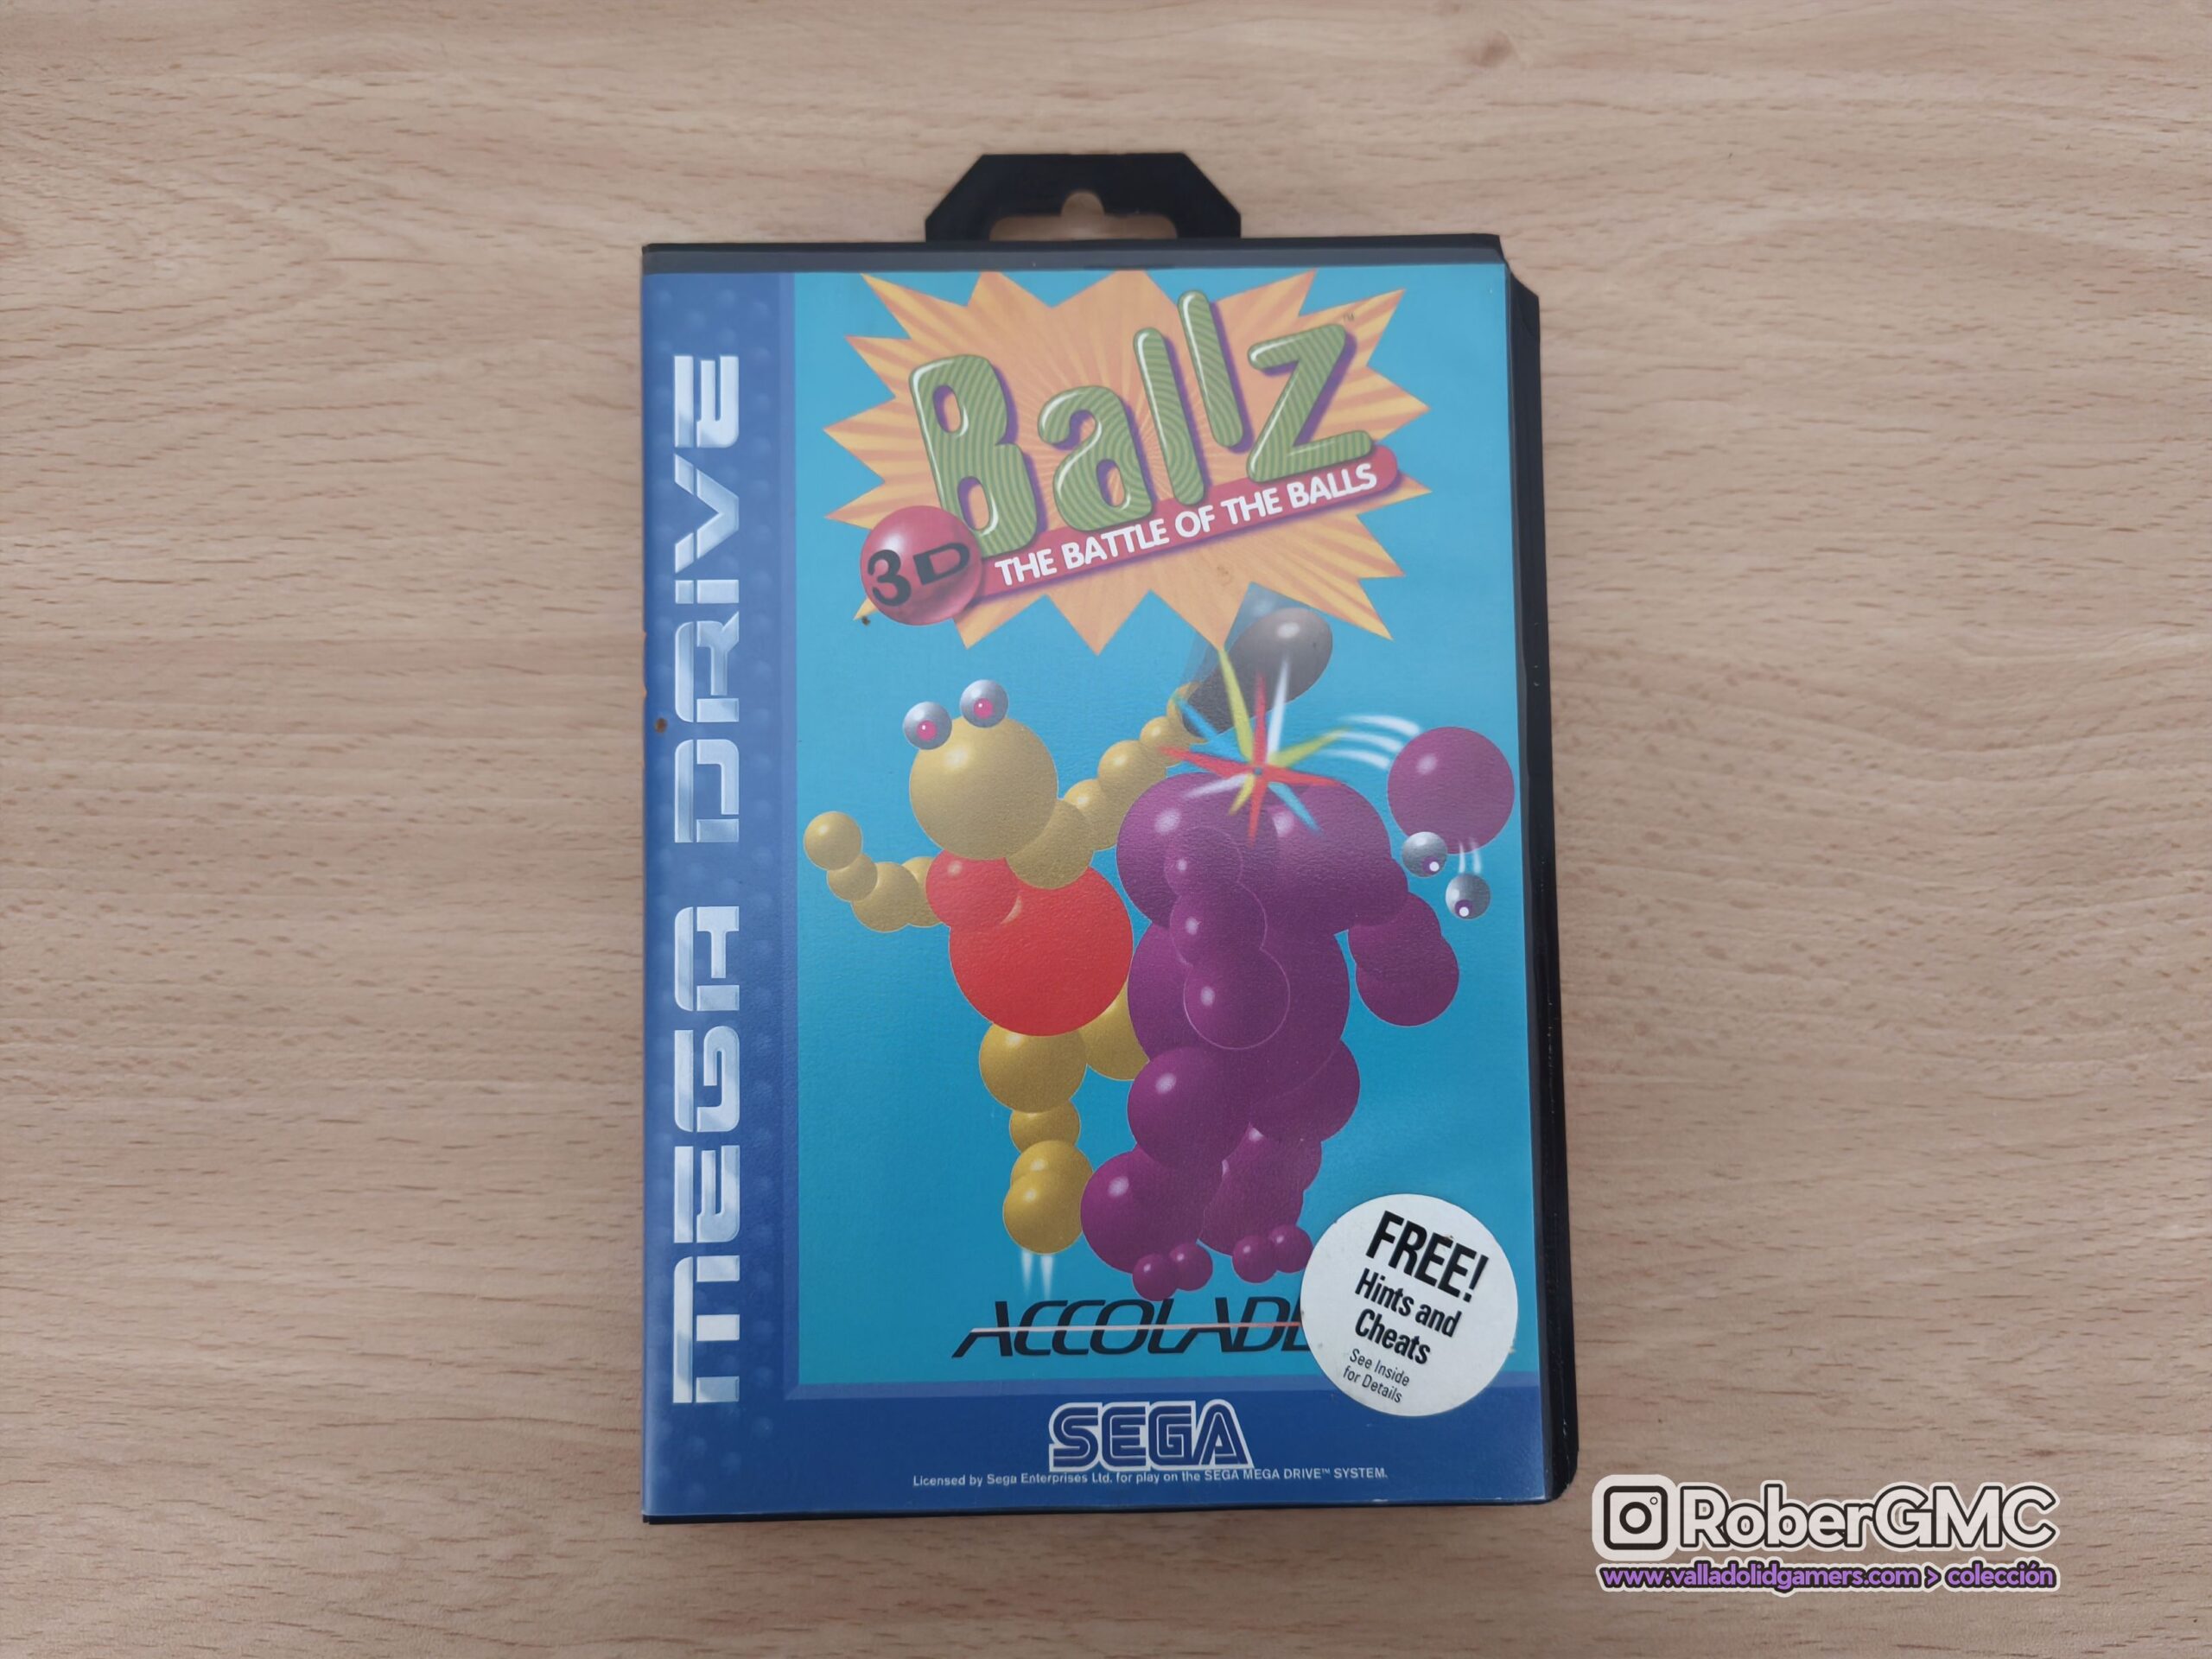 MEGA DRIVE
Ballz™
3D
THE BATTLE OF THE BALLS
ACCOLADE
FREE!
Hints and
Cheats
See Inside
for Details
SEGA
Licensed by Sega Enterprises Ltd. for play on the SEGA MEGA DRIVE™ SYSTEM.
RoberGMC
www.valladolidgamers.com > colección